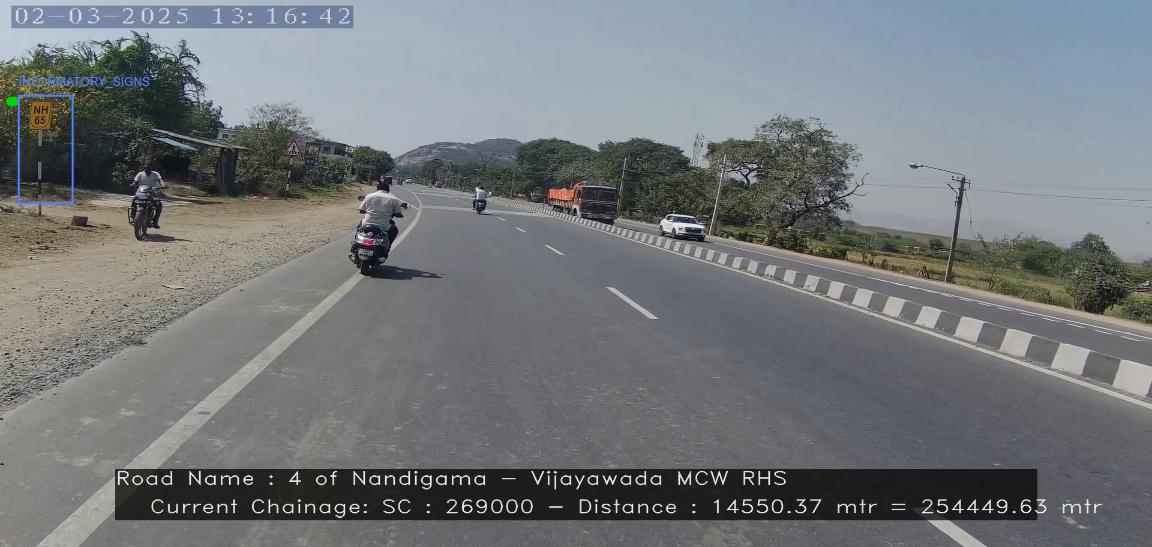 02-03-2025 13:16:42
INFORMATORY_SIGNS
NH
65
Road Name : 4 of Nandigama - Vijayawada MCW RHS
Current Chainage: SC : 269000 - Distance : 14550.37 mtr = 254449.63 mtr